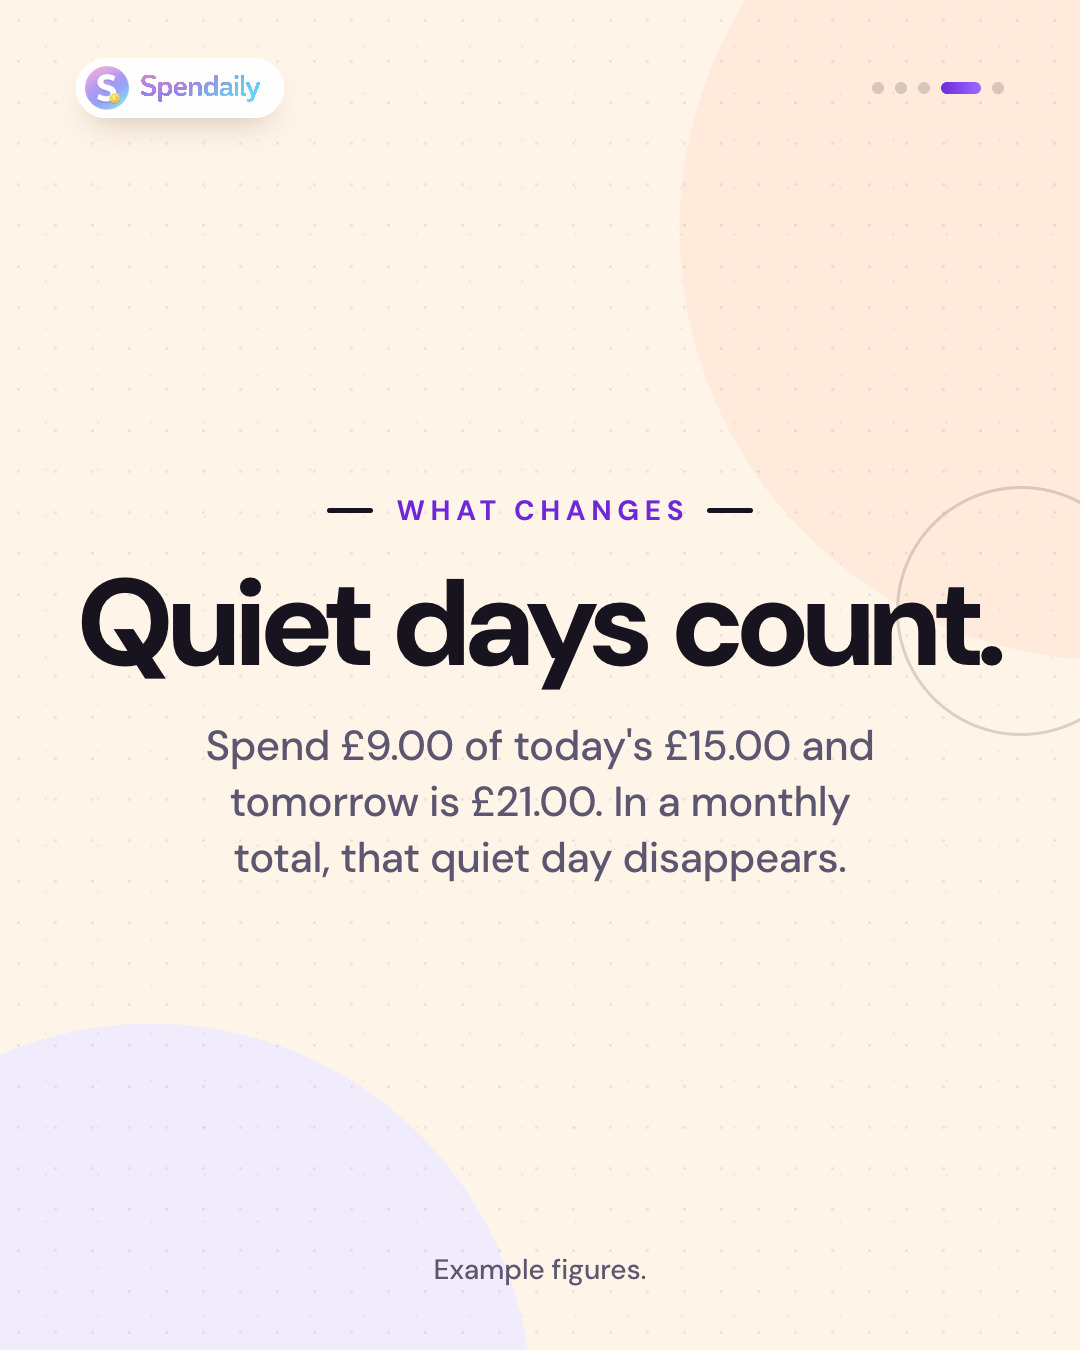 Spendaily
WHAT CHANGES
Quiet days count.
Spend £9.00 of today's £15.00 and
tomorrow is £21.00. In a monthly
total, that quiet day disappears.
Example figures.